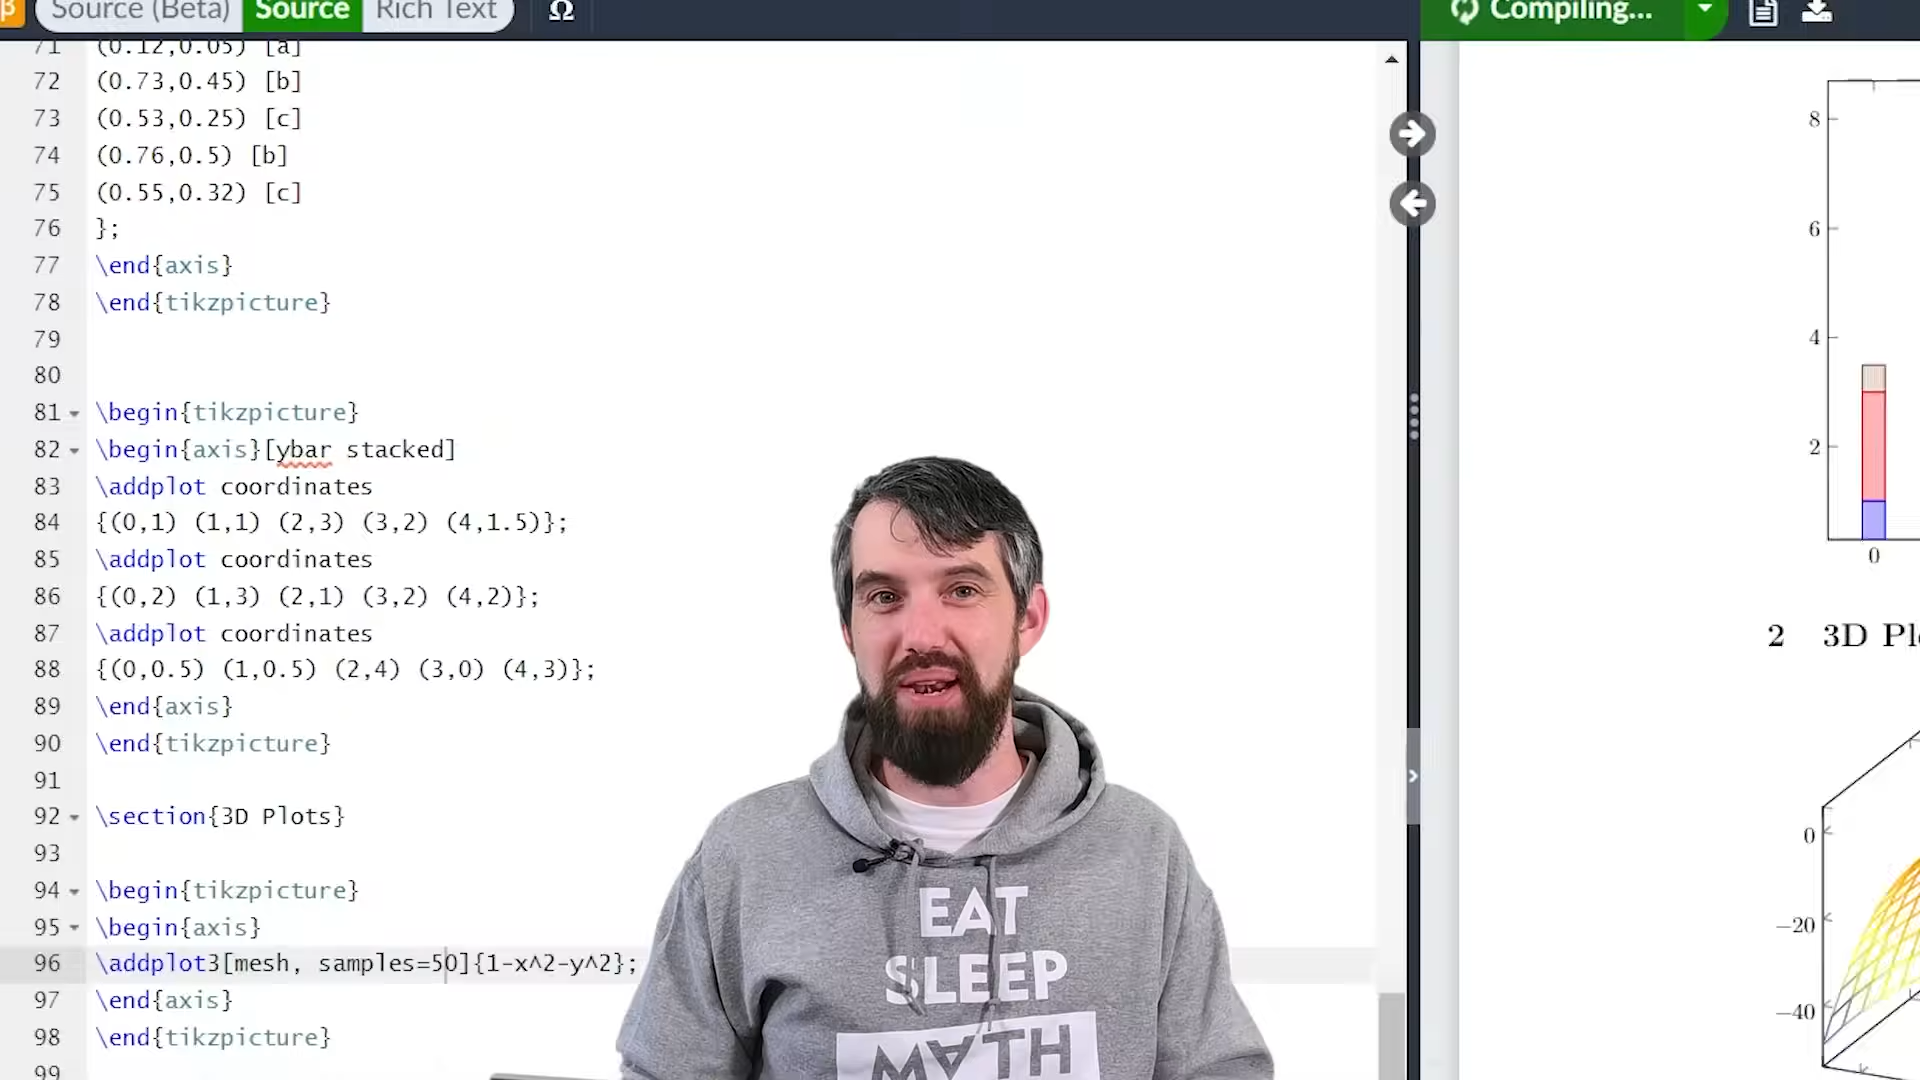 β Source (Beta) Source Rich Text Ω Compiling...
71 (0.12,0.05) [a]
72 (0.73,0.45) [b]
73 (0.53,0.25) [c]
74 (0.76,0.5) [b]
75 (0.55,0.32) [c]
76 };
77 \end{axis}
78 \end{tikzpicture}
79
80
81 \begin{tikzpicture}
82 \begin{axis}[ybar stacked]
83 \addplot coordinates
84 {(0,1) (1,1) (2,3) (3,2) (4,1.5)};
85 \addplot coordinates
86 {(0,2) (1,3) (2,1) (3,2) (4,2)};
87 \addplot coordinates
88 {(0,0.5) (1,0.5) (2,4) (3,0) (4,3)};
89 \end{axis}
90 \end{tikzpicture}
91
92 \section{3D Plots}
93
94 \begin{tikzpicture}
95 \begin{axis}
96 \addplot3[mesh, samples=50]{1-x^2-y^2};
97 \end{axis}
98 \end{tikzpicture}
99
8
6
4
2
0
2 3D Pl
0
−20
−40
EAT
SLEEP
M∀TH